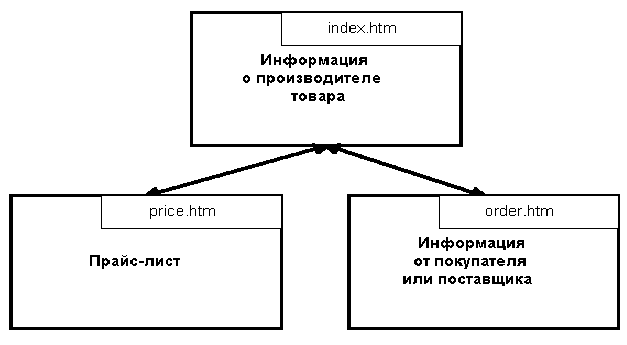 index.htm
Информация
о производителе
товара
price.htm
Прайс-лист
order.htm
Информация
от покупателя
или поставщика